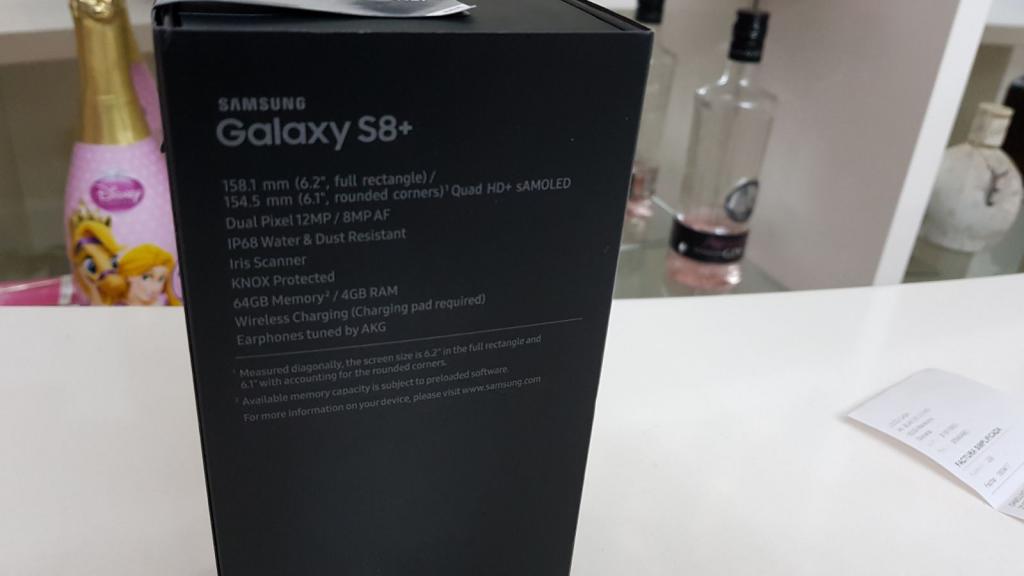 SAMSUNG
Galaxy S8+
158.1 mm (6.2", full rectangle) /
154.5 mm (6.1", rounded corners)¹ Quad HD+ sAMOLED
Dual Pixel 12MP / 8MP AF
IP68 Water & Dust Resistant
Iris Scanner
KNOX Protected
64GB Memory² / 4GB RAM
Wireless Charging (Charging pad required)
Earphones tuned by AKG
¹ Measured diagonally, the screen size is 6.2" in the full rectangle and
6.1" with accounting for the rounded corners.
² Available memory capacity is subject to preloaded software.
For more information on your device, please visit www.samsung.com
Disney
FACTURA SIMPLIFICADA